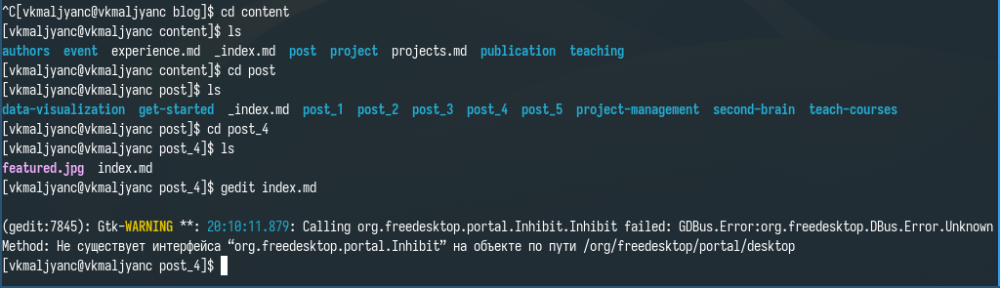 ^C[vkmaljyanc@vkmaljyanc blog]$ cd content
[vkmaljyanc@vkmaljyanc content]$ ls
authors  event  experience.md  _index.md  post  project  projects.md  publication  teaching
[vkmaljyanc@vkmaljyanc content]$ cd post
[vkmaljyanc@vkmaljyanc post]$ ls
data-visualization  get-started  _index.md  post_1  post_2  post_3  post_4  post_5  project-management  second-brain  teach-courses
[vkmaljyanc@vkmaljyanc post]$ cd post_4
[vkmaljyanc@vkmaljyanc post_4]$ ls
featured.jpg  index.md
[vkmaljyanc@vkmaljyanc post_4]$ gedit index.md
(gedit:7845): Gtk-WARNING **: 20:10:11.879: Calling org.freedesktop.portal.Inhibit.Inhibit failed: GDBus.Error:org.freedesktop.DBus.Error.Unknown
Method: Не существует интерфейса “org.freedesktop.portal.Inhibit” на объекте по пути /org/freedesktop/portal/desktop
[vkmaljyanc@vkmaljyanc post_4]$